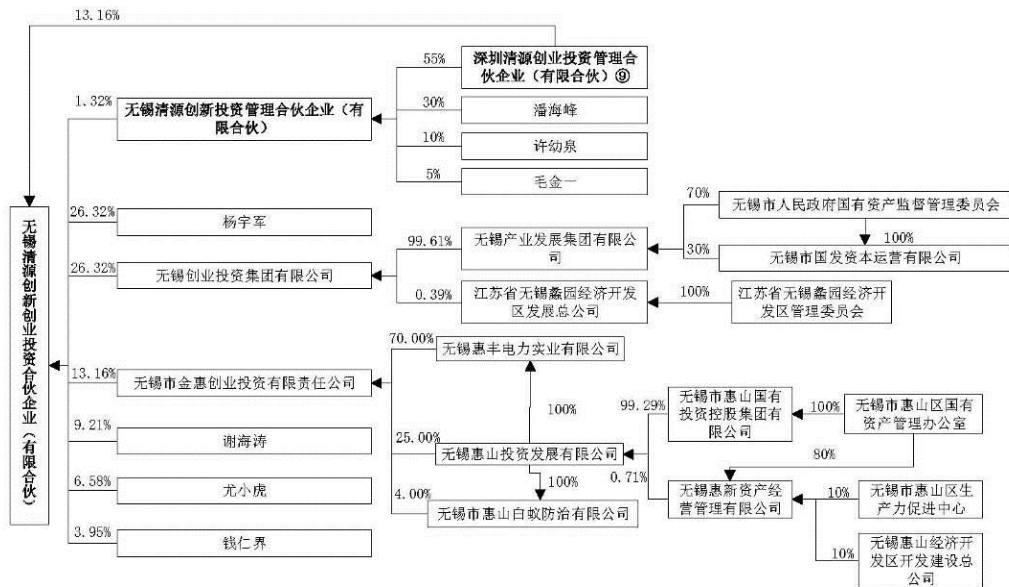 13.16%
55%
深圳清源创业投资管理合
伙企业（有限合伙）⑨
1.32%
无锡清源创新投资管理合伙企业（有
限合伙）
30%
潘海峰
10%
许幼泉
5%
毛金一
无锡清源创新创业投资合伙企业（有限合伙）
26.32%
杨宇军
26.32%
无锡创业投资集团有限公司
99.61%
无锡产业发展集团有限公
司
70%
无锡市人民政府国有资产监督管理委员会
100%
30%
无锡市国发资本运营有限公司
0.39%
江苏省无锡蠡园经济开发
区发展总公司
100%
江苏省无锡蠡园经济开
发区管理委员会
13.16%
无锡市金惠创业投资有限责任公司
70.00%
无锡惠丰电力实业有限公司
100%
25.00%
无锡惠山投资发展有限公司
100%
4.00%
无锡市惠山白蚁防治有限公司
99.29%
无锡市惠山国有
投资控股集团有
限公司
100%
无锡市惠山区国有
资产管理办公室
80%
0.71%
无锡惠新资产经
营管理有限公司
10%
无锡市惠山区生
产力促进中心
10%
无锡惠山经济开
发区开发建设总
公司
9.21%
谢海涛
6.58%
尤小虎
3.95%
钱仁界